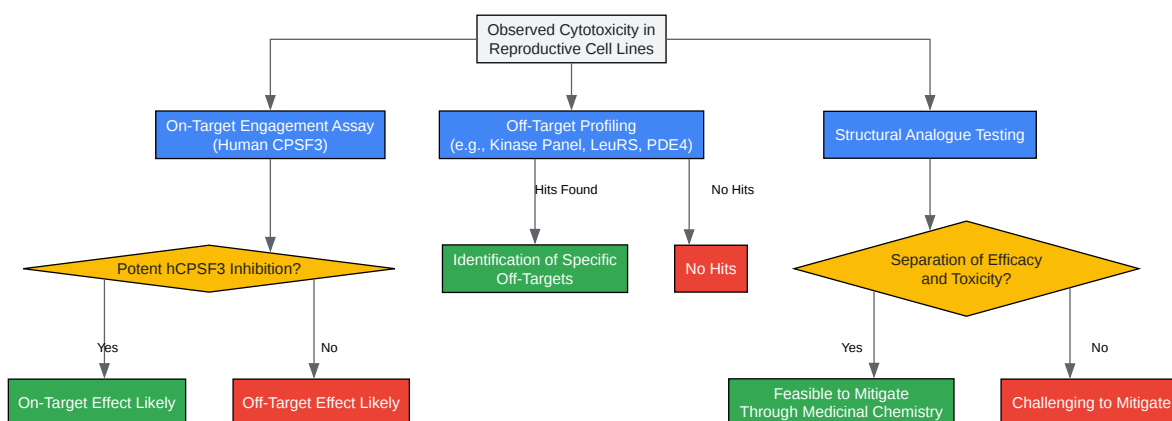 Observed Cytotoxicity in
Reproductive Cell Lines
On-Target Engagement Assay
(Human CPSF3)
Off-Target Profiling
(e.g., Kinase Panel, LeuRS, PDE4)
Structural Analogue Testing
Hits Found
No Hits
Potent hCPSF3 Inhibition?
Identification of Specific
Off-Targets
No Hits
Separation of Efficacy
and Toxicity?
Yes
No
Yes
No
On-Target Effect Likely
Off-Target Effect Likely
Feasible to Mitigate
Through Medicinal Chemistry
Challenging to Mitigate